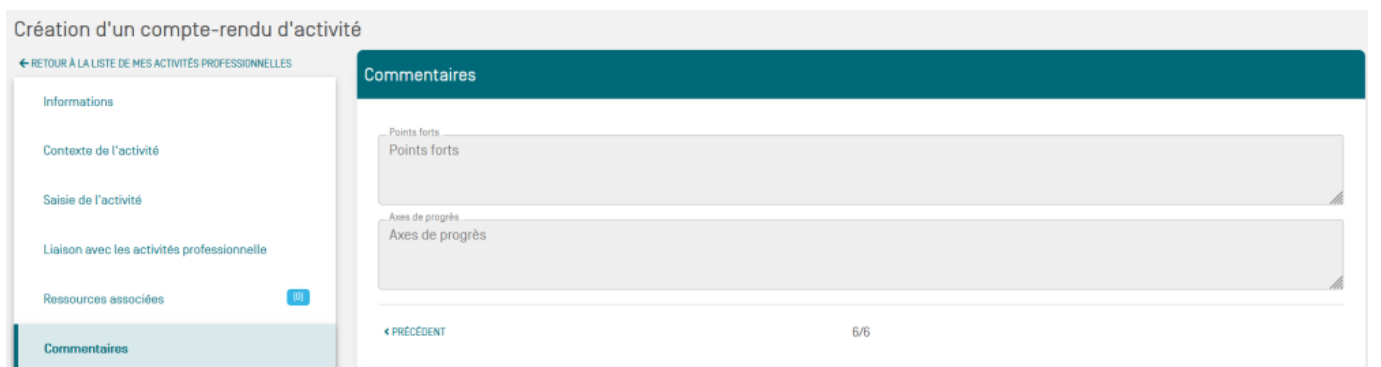 Création d'un compte-rendu d'activité
RETOUR À LA LISTE DE MES ACTIVITÉS PROFESSIONNELLES
Informations
Contexte de l'activité
Saisie de l'activité
Liaison avec les activités professionnelle
Ressources associées [0]
Commentaires
Commentaires
Points forts
Points forts
Axes de progrès
Axes de progrès
PRÉCÉDENT 6/6